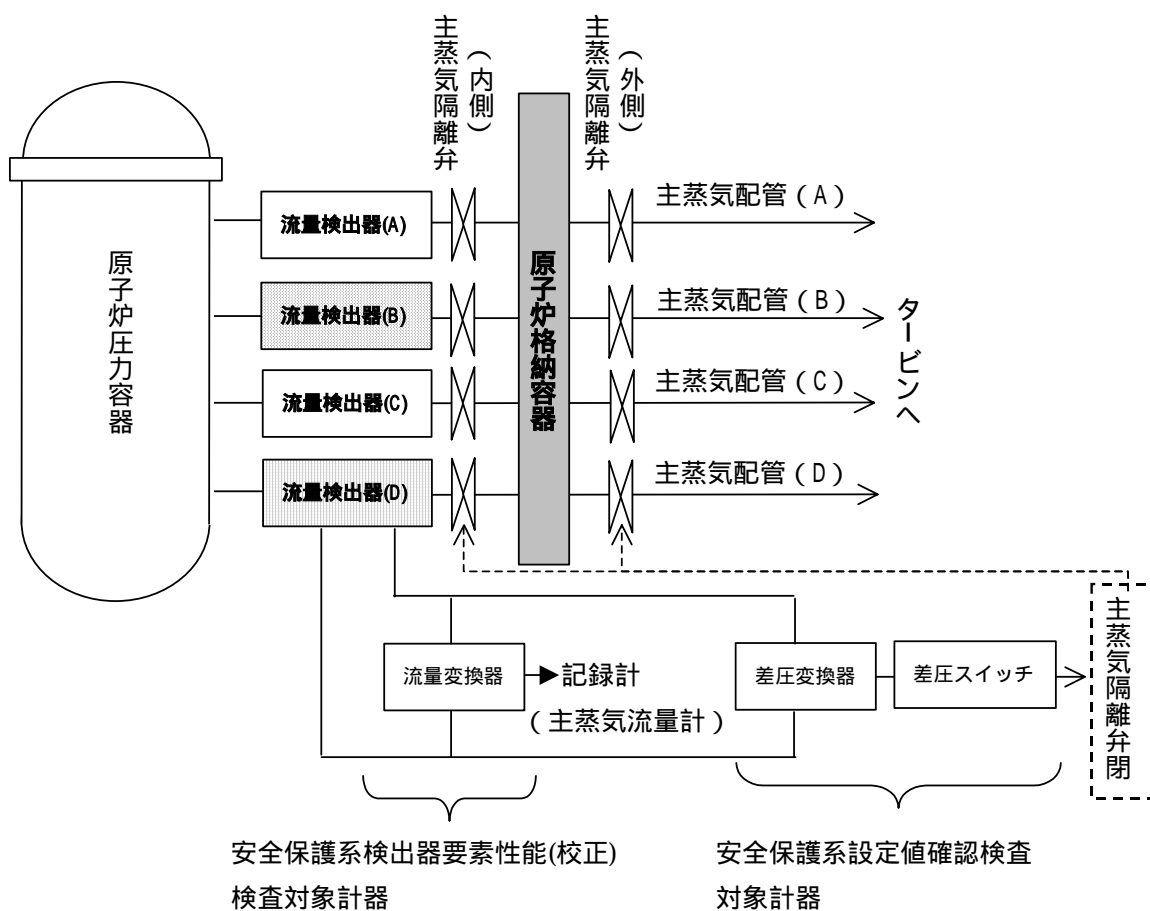 主蒸気隔離弁
(内側)
主蒸気隔離弁
(外側)
原子炉圧力容器
流量検出器(A)
流量検出器(B)
流量検出器(C)
流量検出器(D)
原子炉格納容器
主蒸気配管(A)
主蒸気配管(B)
主蒸気配管(C)
主蒸気配管(D)
タービンへ
流量変換器
記録計
(主蒸気流量計)
差圧変換器
差圧スイッチ
主蒸気隔離弁閉
安全保護系検出器要素性能(校正)
検査対象計器
安全保護系設定値確認検査
対象計器